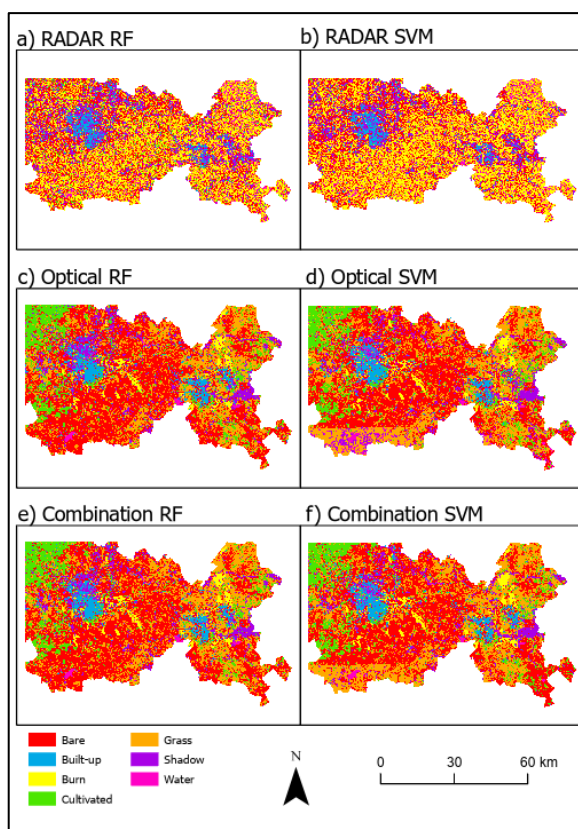 a) RADAR RF
b) RADAR SVM
c) Optical RF
d) Optical SVM
e) Combination RF
f) Combination SVM
Bare
Built-up
Burn
Cultivated
Grass
Shadow
Water
N
0 30 60 km